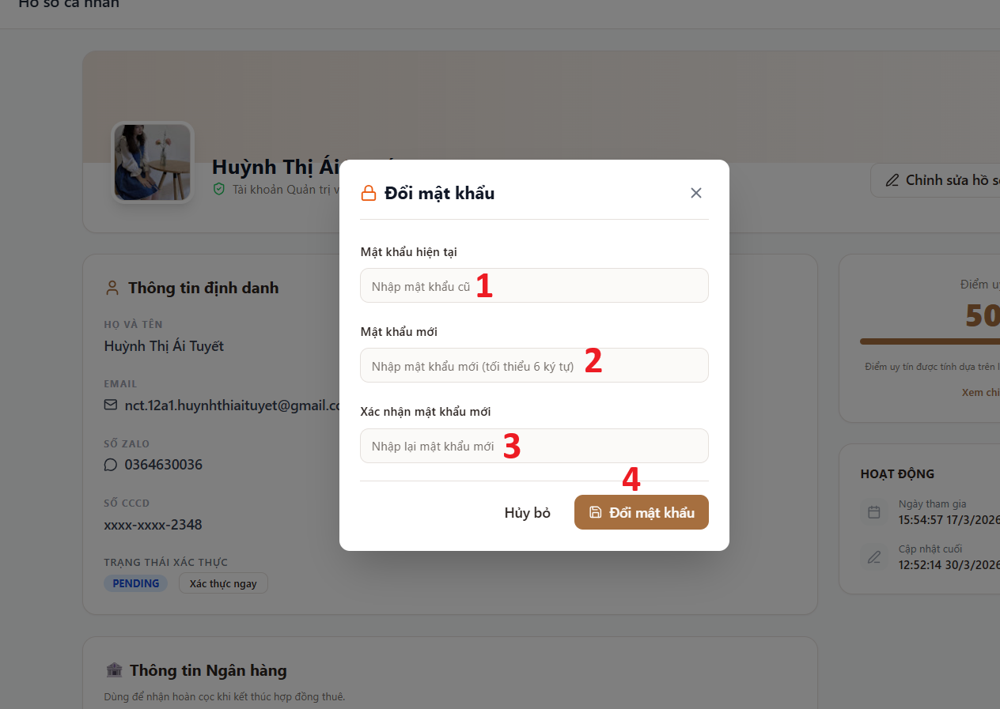 Hồ sơ cá nhân
Huỳnh Thị Ái
Tài khoản Quản trị v
Chỉnh sửa hồ s
Đổi mật khẩu
Mật khẩu hiện tại
Nhập mật khẩu cũ 1
Mật khẩu mới
Nhập mật khẩu mới (tối thiểu 6 ký tự) 2
Xác nhận mật khẩu mới
Nhập lại mật khẩu mới 3
4
Hủy bỏ
Đổi mật khẩu
Thông tin định danh
HỌ VÀ TÊN
Huỳnh Thị Ái Tuyết
EMAIL
nct.12a1.huynhthiaituyet@gmail.c
SỐ ZALO
0364630036
SỐ CCCD
xxxx-xxxx-2348
TRẠNG THÁI XÁC THỰC
PENDING
Xác thực ngay
Điểm u
50
Điểm uy tín được tính dựa trên l
Xem chi
HOẠT ĐỘNG
Ngày tham gia
15:54:57 17/3/2026
Cập nhật cuối
12:52:14 30/3/2026
Thông tin Ngân hàng
Dùng để nhận hoàn cọc khi kết thúc hợp đồng thuê.